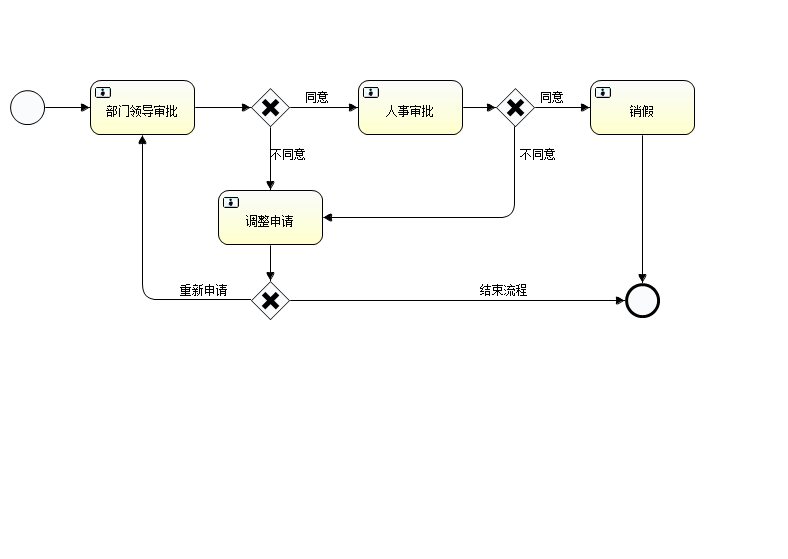 同意
同意
部门领导审批
人事审批
销假
不同意
不同意
调整申请
重新申请
结束流程